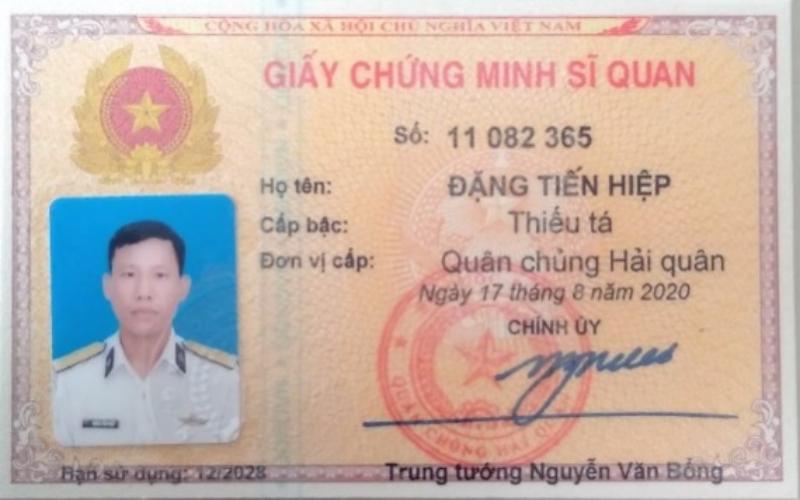 CỘNG HÒA XÃ HỘI CHỦ NGHĨA VIỆT NAM
GIẤY CHỨNG MINH SĨ QUAN
Số: 11 082 365
Họ tên: ĐẶNG TIẾN HIỆP
Cấp bậc: Thiếu tá
Đơn vị cấp: Quân chủng Hải quân
Ngày 17 tháng 8 năm 2020
CHÍNH ỦY
QUÂN CHỦNG HẢI QUÂN
Hạn sử dụng: 12/2028
Trung tướng Nguyễn Văn Bổng